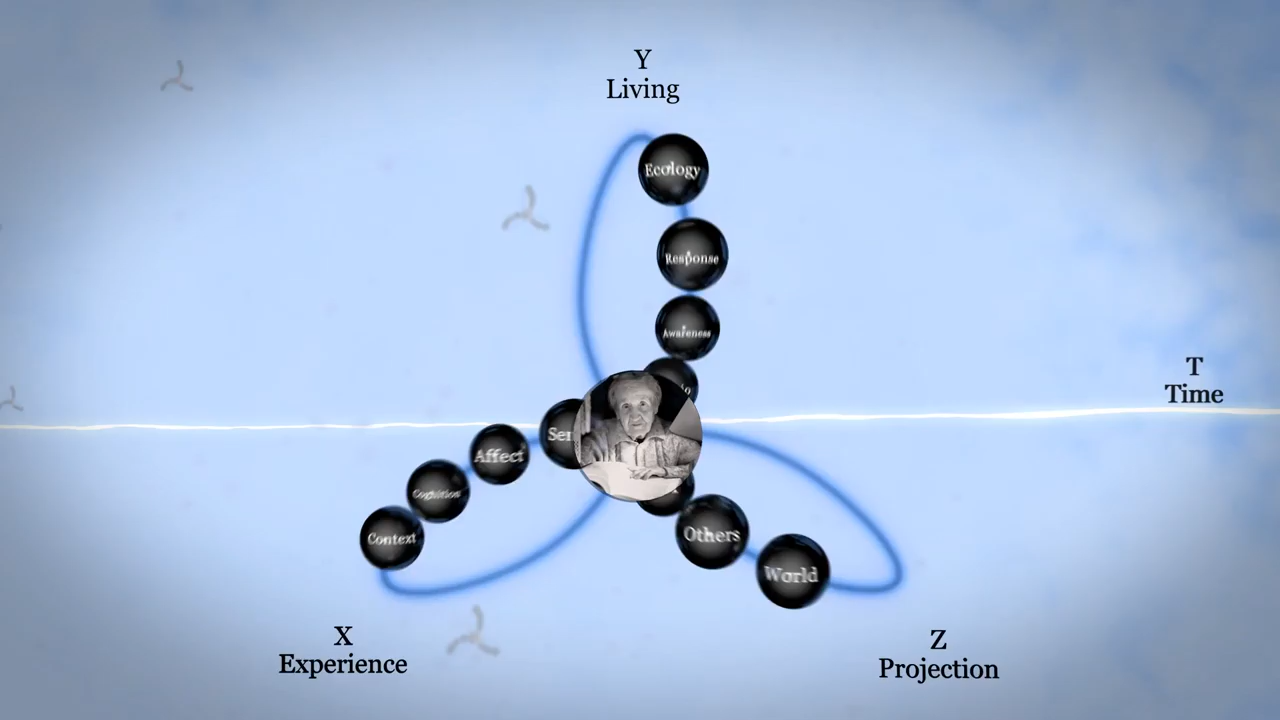 Y
Living
Ecology
Response
Awareness
T
Time
Affect
Cognition
Context
Others
World
X
Experience
Z
Projection